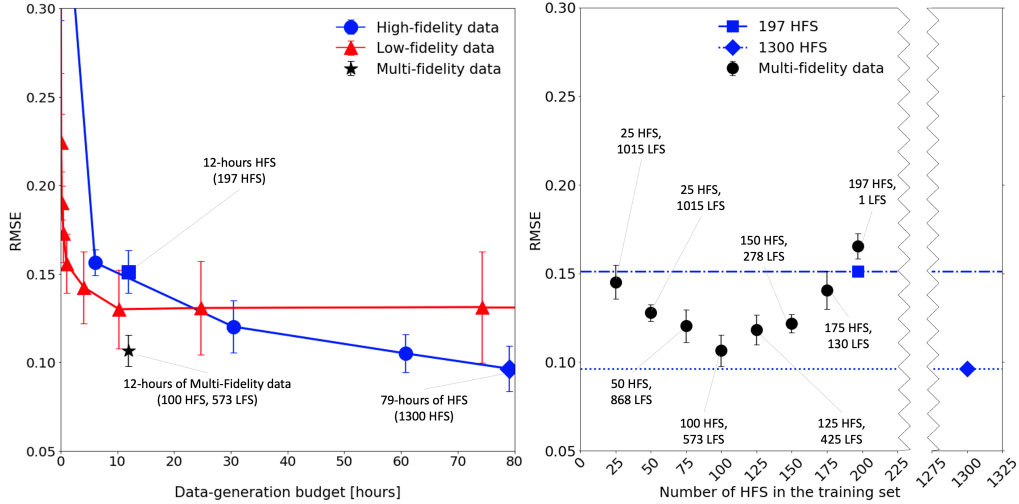 High-fidelity data
Low-fidelity data
Multi-fidelity data
0.30
0.25
0.20
0.15
0.10
0.05
RMSE
12-hours HFS
(197 HFS)
12-hours of Multi-Fidelity data
(100 HFS, 573 LFS)
79-hours of HFS
(1300 HFS)
0
10
20
30
40
50
60
70
80
Data-generation budget [hours]
197 HFS
1300 HFS
Multi-fidelity data
0.30
0.25
0.20
0.15
0.10
0.05
RMSE
25 HFS,
1015 LFS
25 HFS,
1015 LFS
197 HFS,
1 LFS
150 HFS,
278 LFS
175 HFS,
130 LFS
50 HFS,
868 LFS
100 HFS,
573 LFS
125 HFS,
425 LFS
0
25
50
75
100
125
150
175
200
225
1275
1300
1325
Number of HFS in the training set